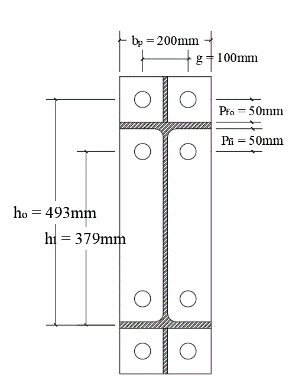 bp = 200mm
g = 100mm
Pfo = 50mm
Pfi = 50mm
ho = 493mm
h1 = 379mm